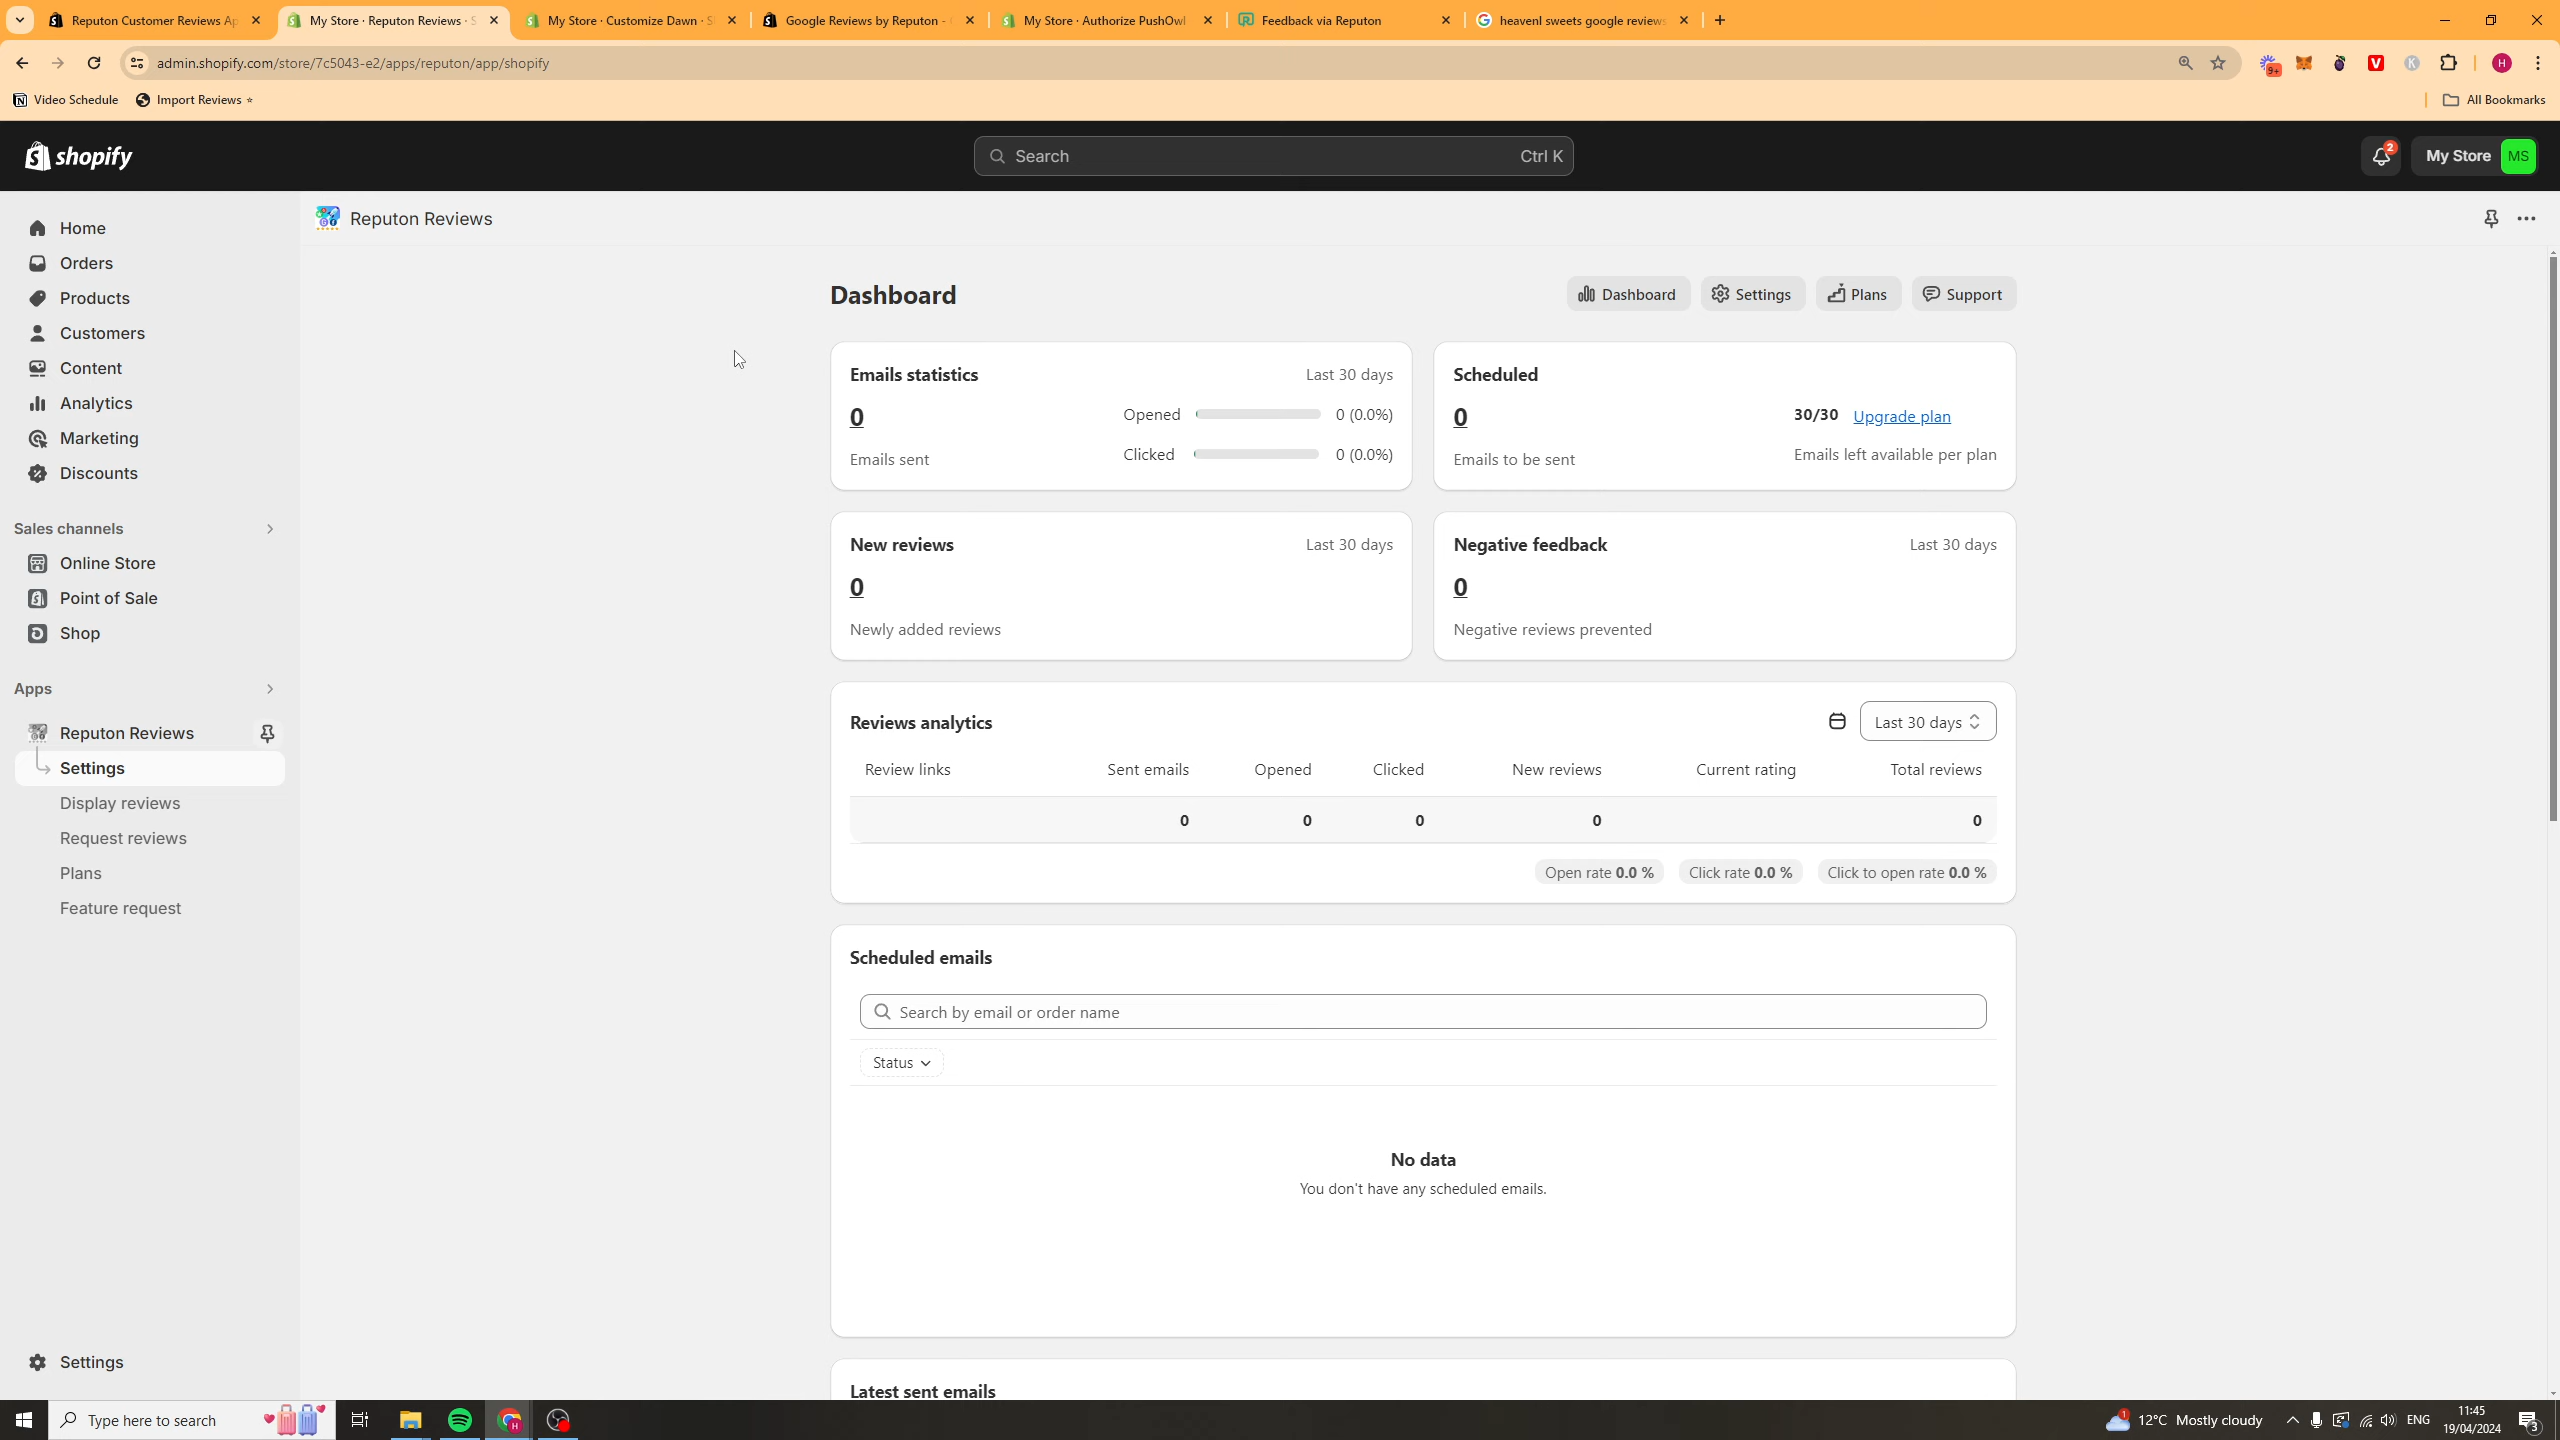 Reputon Customer Reviews Ap
My Store · Reputon Reviews · S
My Store · Customize Dawn · S
Google Reviews by Reputon -
My Store · Authorize PushOwl
Feedback via Reputon
heavenl sweets google reviews
admin.shopify.com/store/7c5043-e2/apps/reputon/app/shopify
9+
H
Video Schedule
Import Reviews ⭐
All Bookmarks
shopify
Search
Ctrl K
2
My Store
MS
Home
Orders
Products
Customers
Content
Analytics
Marketing
Discounts
Sales channels
Online Store
Point of Sale
Shop
Apps
Reputon Reviews
Settings
Display reviews
Request reviews
Plans
Feature request
Settings
Reputon Reviews
Dashboard
Dashboard
Settings
Plans
Support
Emails statistics
Last 30 days
0
Opened
0 (0.0%)
Emails sent
Clicked
0 (0.0%)
Scheduled
0
30/30
Upgrade plan
Emails to be sent
Emails left available per plan
New reviews
Last 30 days
0
Newly added reviews
Negative feedback
Last 30 days
0
Negative reviews prevented
Reviews analytics
Last 30 days
Review links
Sent emails
Opened
Clicked
New reviews
Current rating
Total reviews
0
0
0
0
0
Open rate 0.0 %
Click rate 0.0 %
Click to open rate 0.0 %
Scheduled emails
Search by email or order name
Status
No data
You don't have any scheduled emails.
Latest sent emails
Type here to search
1
12°C Mostly cloudy
ENG
11:45
19/04/2024
3